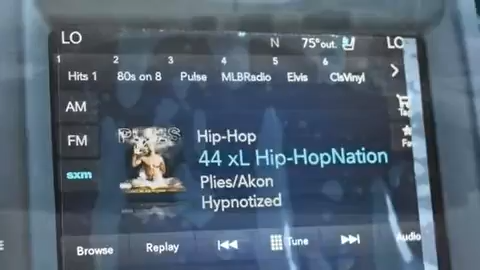 LO N 75°out. LO
1 2 3 4 5 6
Hits 1 80s on 8 Pulse MLBRadio Elvis ClsVinyl
AM
FM
sxm
PLIES
Hip-Hop
44 xL Hip-HopNation
Plies/Akon
Hypnotized
Browse Replay Tune Audio